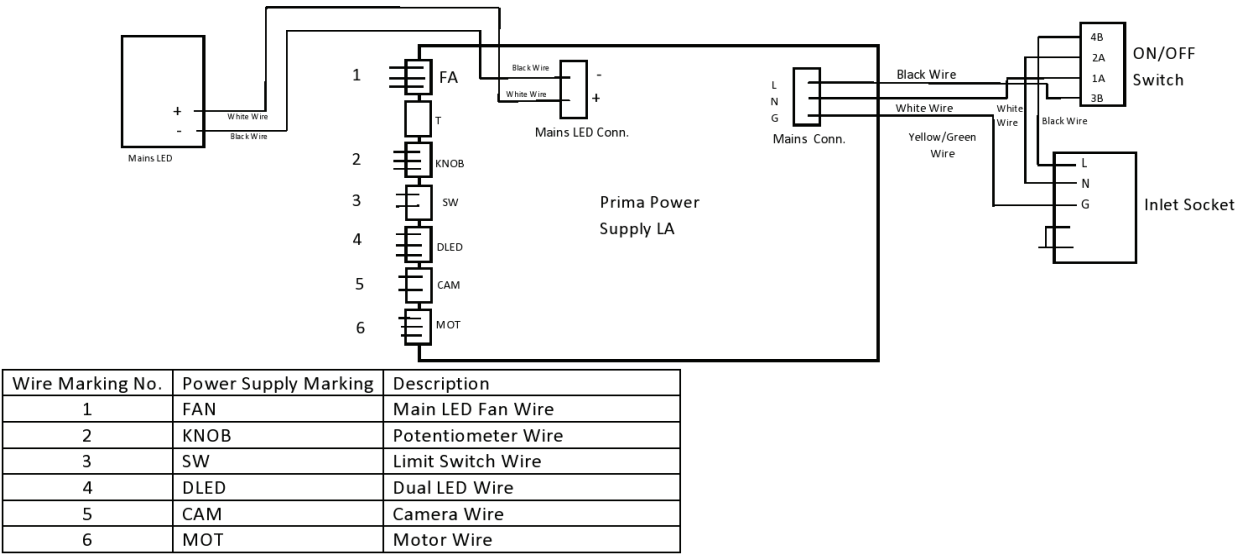 4B
2A
1A
3B
ON/OFF
Switch
1
FA
T
Black Wire
White Wire
-
+
Mains LED Conn.
L
N
G
Mains Conn.
Black Wire
White Wire
Yellow/Green
Wire
White
Wire
Black Wire
+
-
White Wire
Black Wire
Mains LED
2
KNOB
3
SW
4
DLED
5
CAM
6
MOT
Prima Power
Supply LA
L
N
G
Inlet Socket
Wire Marking No. Power Supply Marking Description
1 FAN Main LED Fan Wire
2 KNOB Potentiometer Wire
3 SW Limit Switch Wire
4 DLED Dual LED Wire
5 CAM Camera Wire
6 MOT Motor Wire